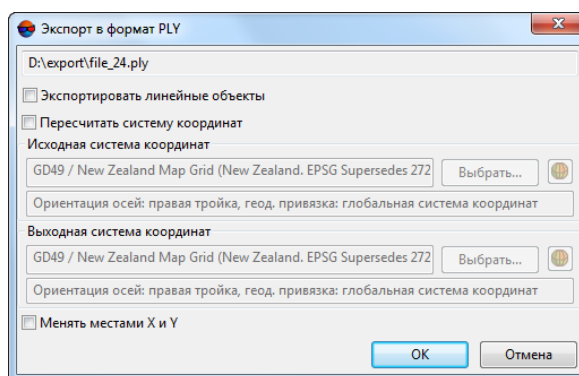 Экспорт в формат PLY
D:\export\file_24.ply
Экспортировать линейные объекты
Пересчитать систему координат
Исходная система координат
GD49 / New Zealand Map Grid (New Zealand. EPSG Supersedes 272
Выбрать...
Ориентация осей: правая тройка, геод. привязка: глобальная система координат
Выходная система координат
GD49 / New Zealand Map Grid (New Zealand. EPSG Supersedes 272
Выбрать...
Ориентация осей: правая тройка, геод. привязка: глобальная система координат
Менять местами X и Y
OK
Отмена